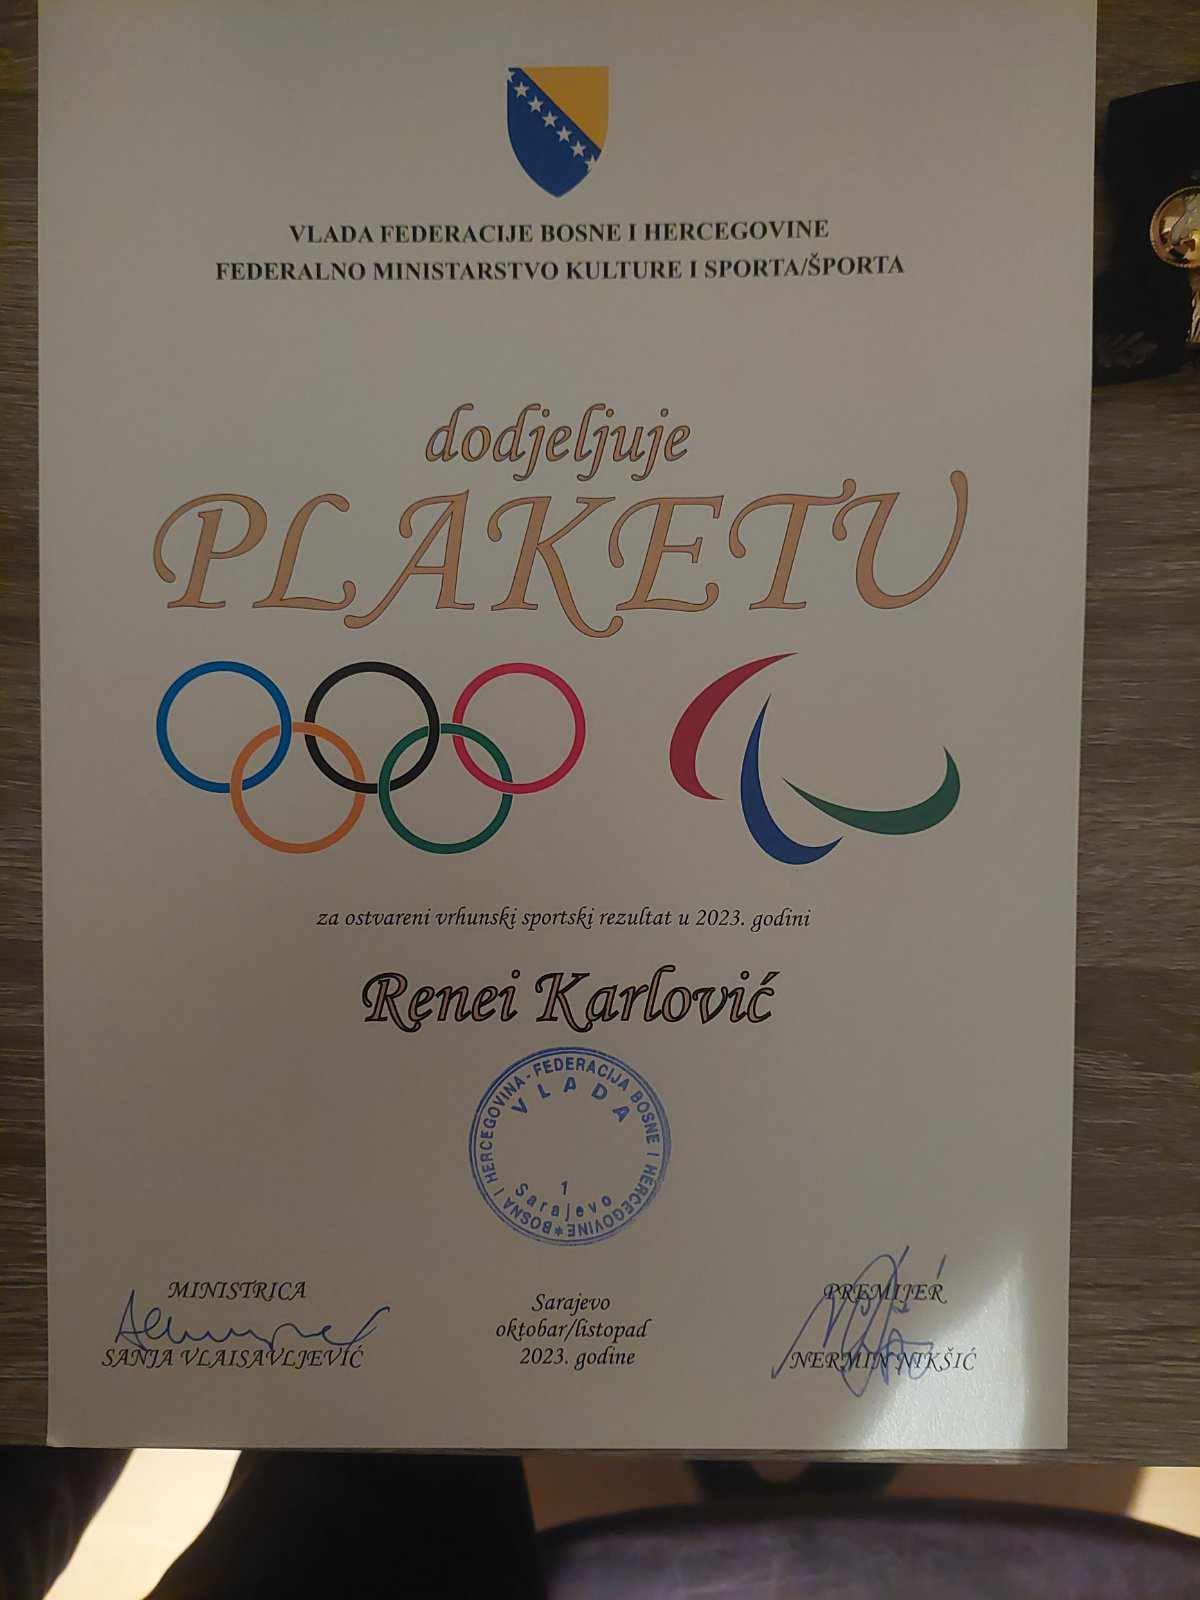 VLADA FEDERACIJE BOSNE I HERCEGOVINE
FEDERALNO MINISTARSTVO KULTURE I SPORTA/ŠPORTA
dodjeljuje
PLAKETU
za ostvareni vrhunski sportski rezultat u 2023. godini
Renei Karlović
BOSNA I HERCEGOVINA - FEDERACIJA BOSNE I HERCEGOVINE
VLADA
1
Sarajevo
MINISTRICA
SANJA VLAISAVLJEVIĆ
Sarajevo
oktobar/listopad
2023. godine
PREMIJER
NERMIN NIKŠIĆ